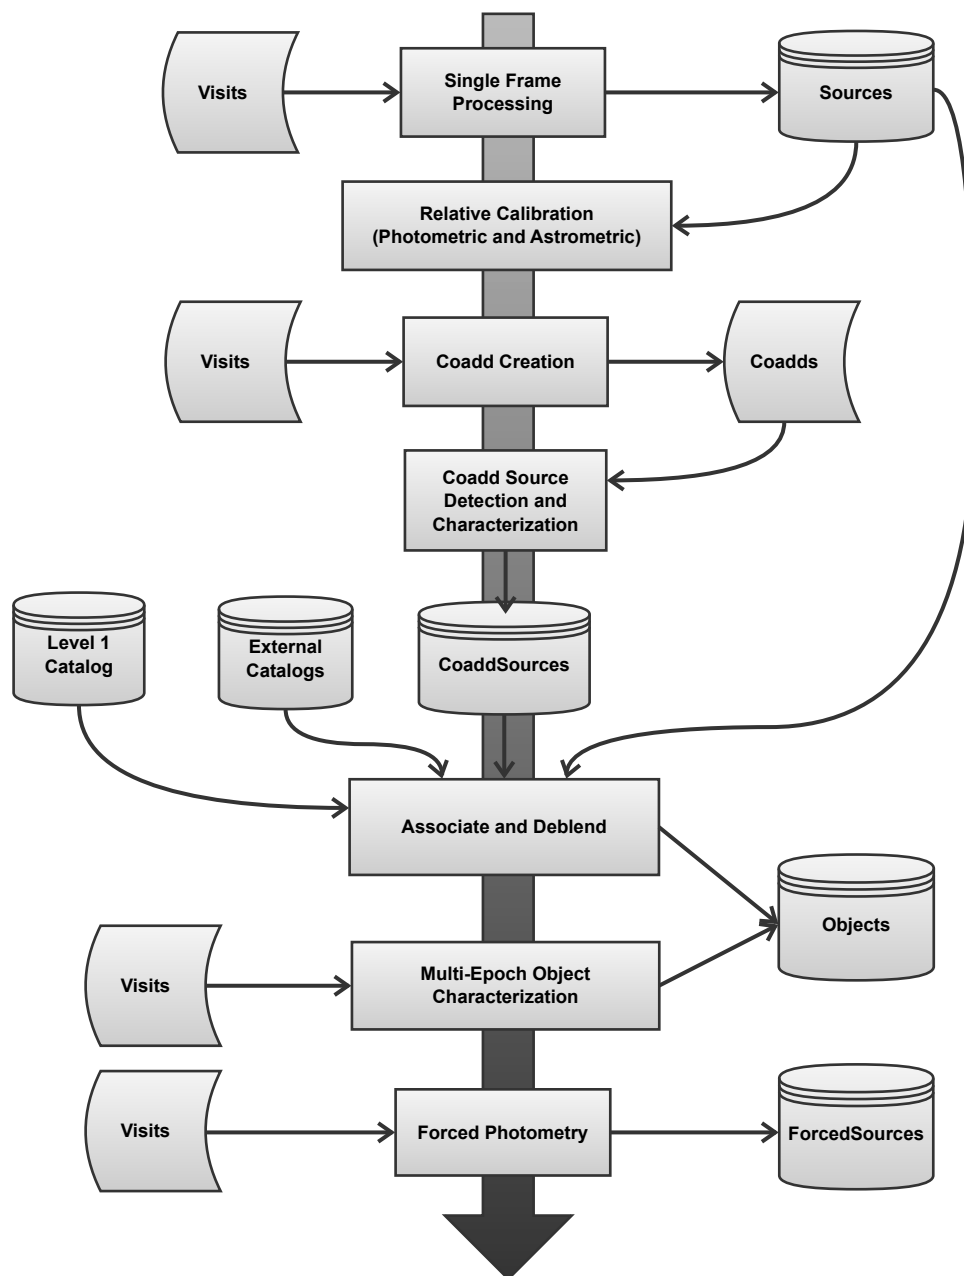 Visits
Single Frame
Processing
Sources
Relative Calibration
(Photometric and Astrometric)
Visits
Coadd Creation
Coadds
Coadd Source
Detection and
Characterization
Level 1
Catalog
External
Catalogs
CoaddSources
Associate and Deblend
Objects
Visits
Multi-Epoch Object
Characterization
Visits
Forced Photometry
ForcedSources